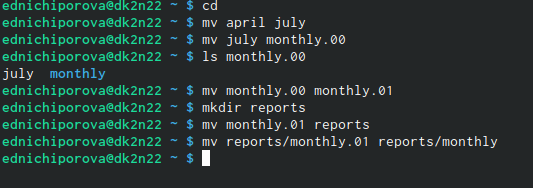 ednichiporova@dk2n22 ~ $ cd
ednichiporova@dk2n22 ~ $ mv april july
ednichiporova@dk2n22 ~ $ mv july monthly.00
ednichiporova@dk2n22 ~ $ ls monthly.00
july  monthly
ednichiporova@dk2n22 ~ $ mv monthly.00 monthly.01
ednichiporova@dk2n22 ~ $ mkdir reports
ednichiporova@dk2n22 ~ $ mv monthly.01 reports
ednichiporova@dk2n22 ~ $ mv reports/monthly.01 reports/monthly
ednichiporova@dk2n22 ~ $